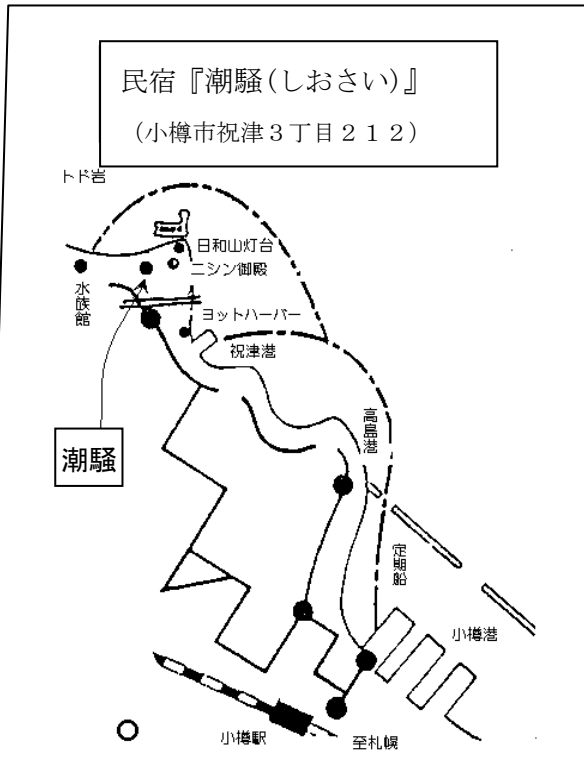 民宿『潮騒(しおさい)』
（小樽市祝津３丁目２１２）
トド岩
日和山灯台
ニシン御殿
水族館
ヨットハーバー
祝津港
高島港
潮騒
定期船
小樽港
小樽駅
至札幌